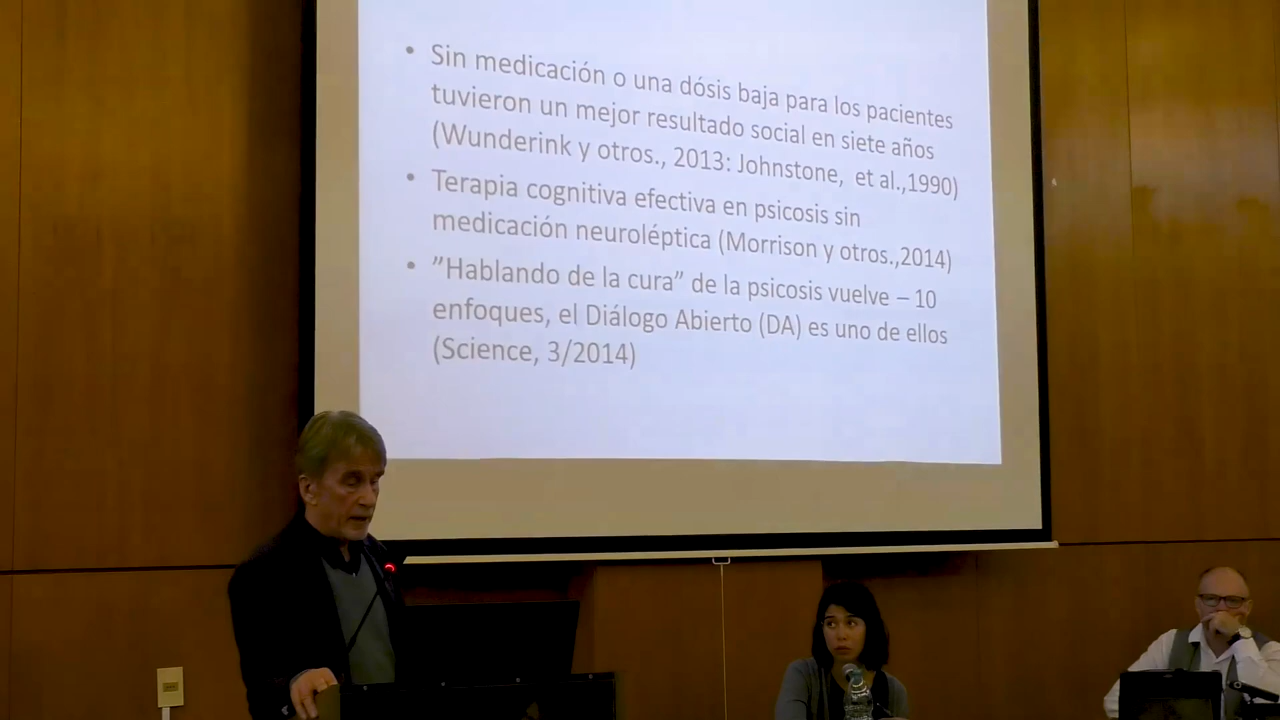 • Sin medicación o una dósis baja para los pacientes
tuvieron un mejor resultado social en siete años
(Wunderink y otros., 2013: Johnstone, et al.,1990)
• Terapia cognitiva efectiva en psicosis sin
medicación neuroléptica (Morrison y otros.,2014)
• ”Hablando de la cura” de la psicosis vuelve – 10
enfoques, el Diálogo Abierto (DA) es uno de ellos
(Science, 3/2014)